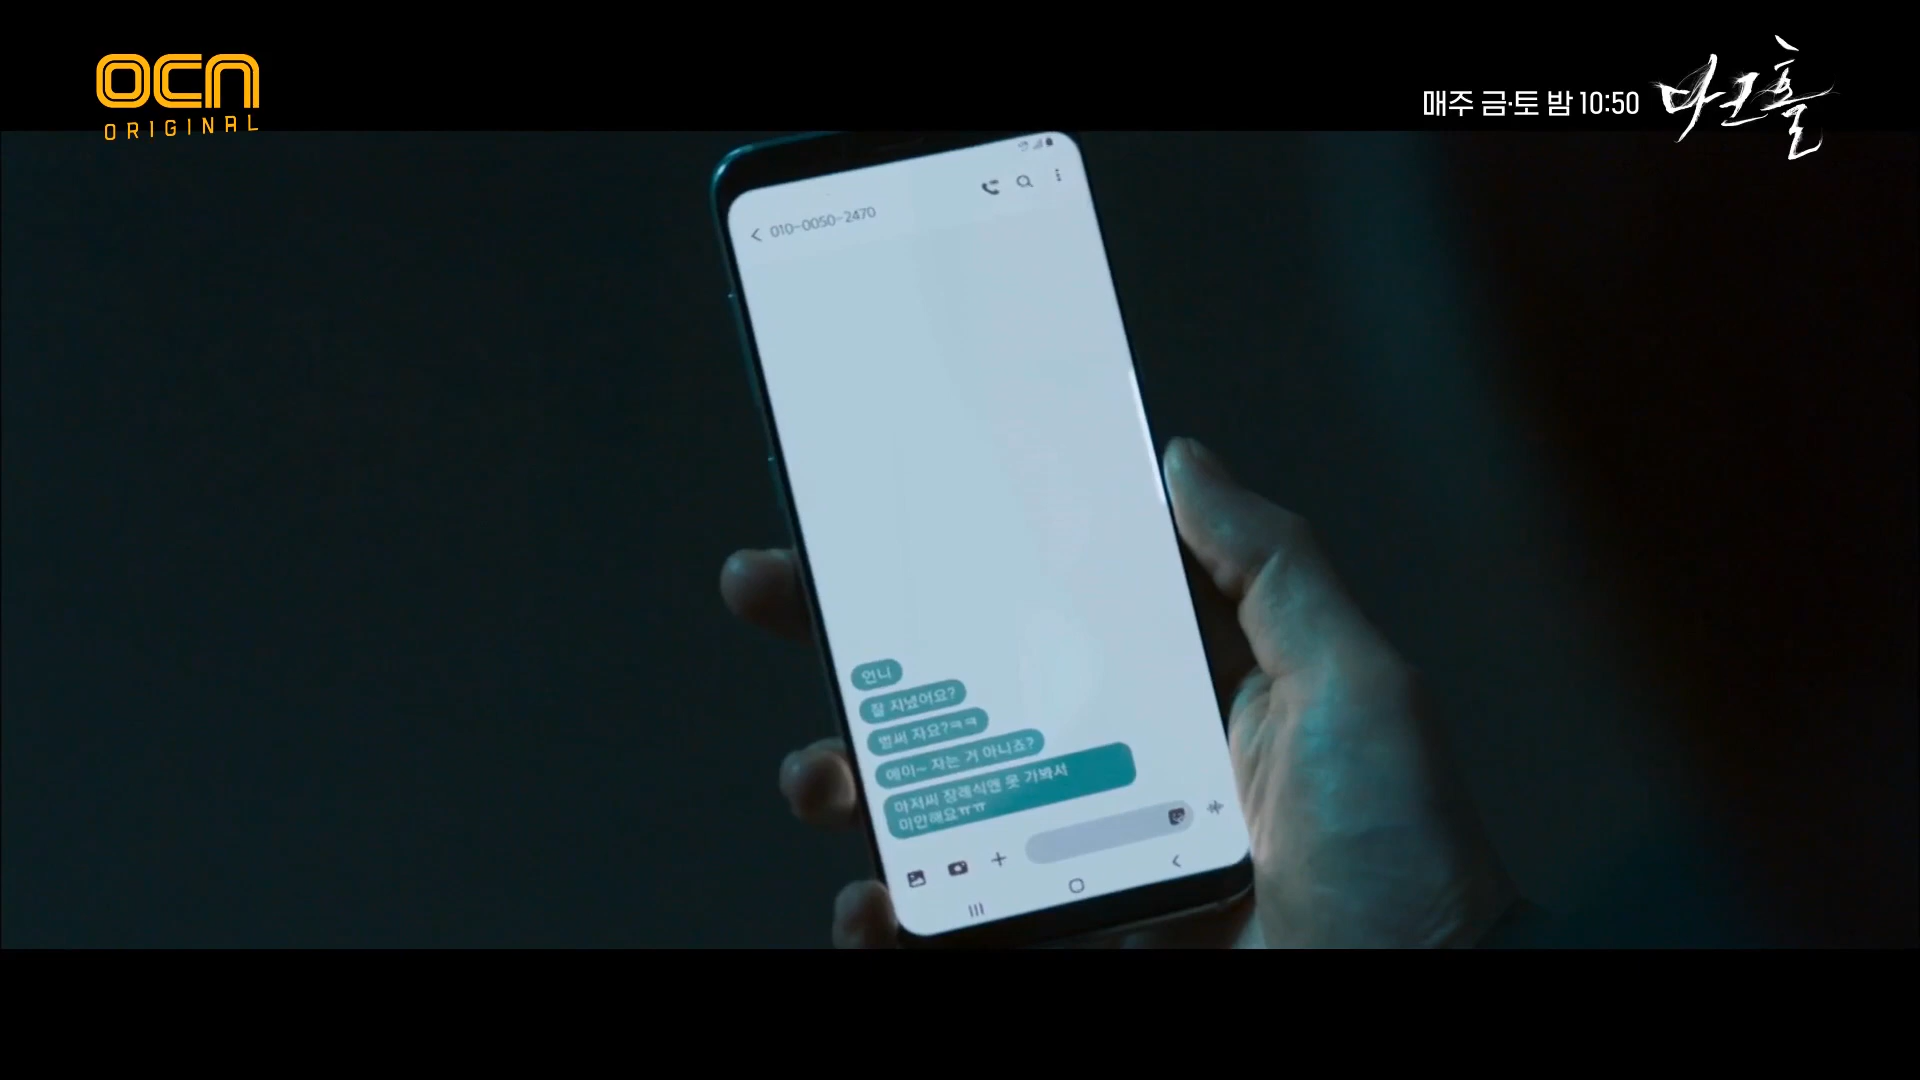 OCN
ORIGINAL
매주 금·토 밤 10:50
다크홀
010-0050-2470
언니
잘 지냈어요?
벌써 자요?ㅋㅋ
에이~ 자는 거 아니죠?
아저씨 장례식엔 못 가봐서
미안해요ㅠㅠ